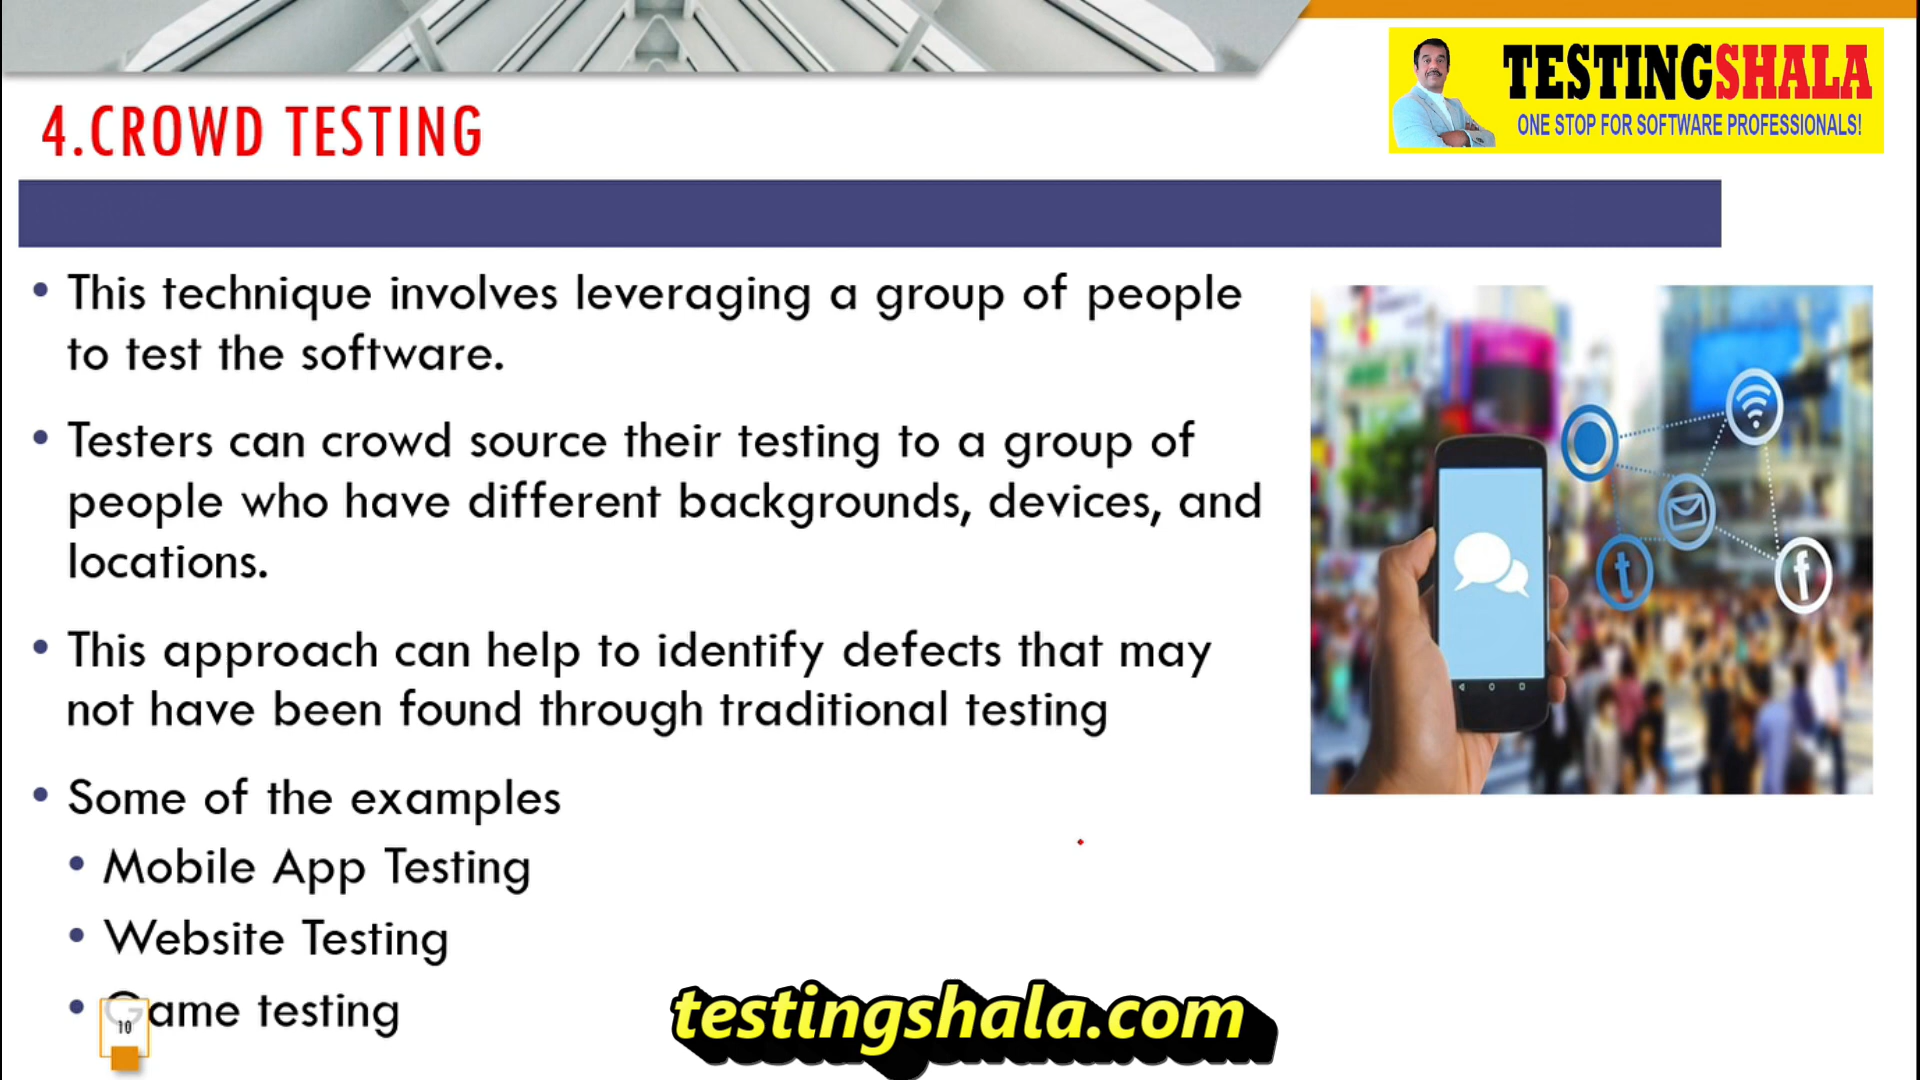 TESTINGSHALA
ONE STOP FOR SOFTWARE PROFESSIONALS!
4.CROWD TESTING
• This technique involves leveraging a group of people
to test the software.
• Testers can crowd source their testing to a group of
people who have different backgrounds, devices, and
locations.
• This approach can help to identify defects that may
not have been found through traditional testing
• Some of the examples
• Mobile App Testing
• Website Testing
• Game testing
10
testingshala.com
t
f